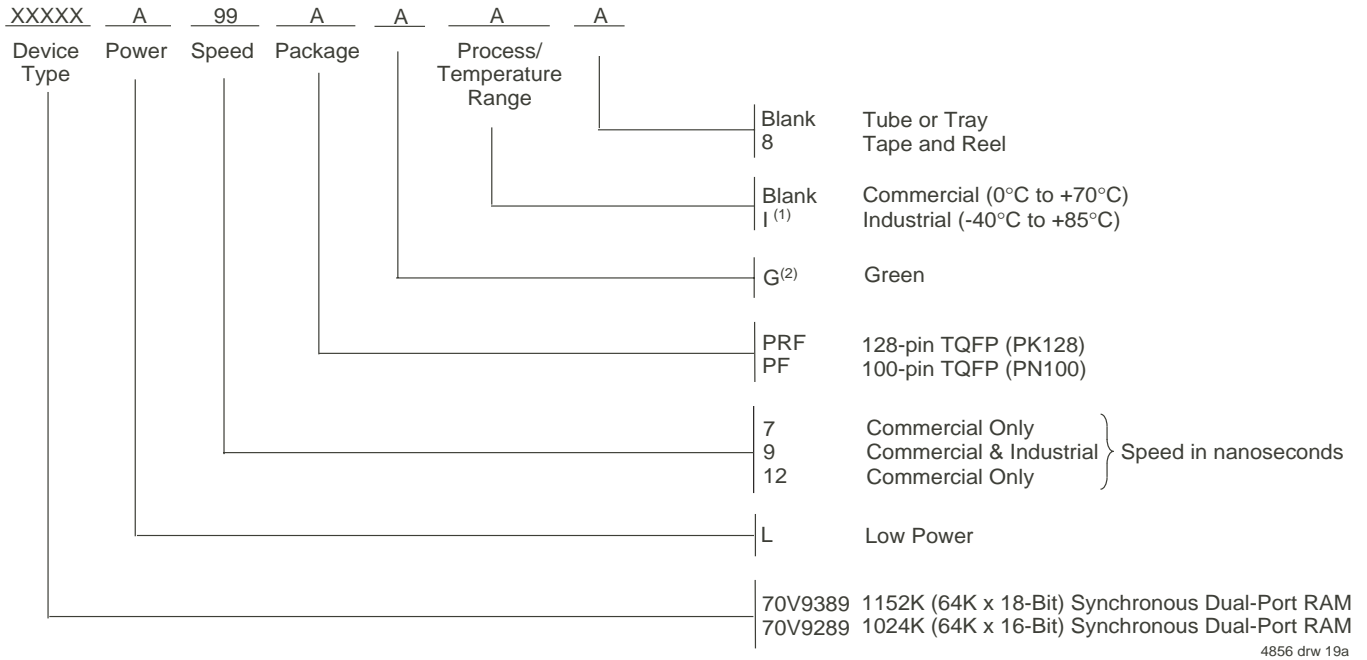 XXXXX A 99 A A A A
Device Type
Power
Speed
Package
Process/
Temperature
Range
Blank Tube or Tray
8 Tape and Reel
Blank Commercial (0°C to +70°C)
I (1) Industrial (-40°C to +85°C)
G(2) Green
PRF 128-pin TQFP (PK128)
PF 100-pin TQFP (PN100)
7 Commercial Only
9 Commercial & Industrial Speed in nanoseconds
12 Commercial Only
L Low Power
70V9389 1152K (64K x 18-Bit) Synchronous Dual-Port RAM
70V9289 1024K (64K x 16-Bit) Synchronous Dual-Port RAM
4856 drw 19a